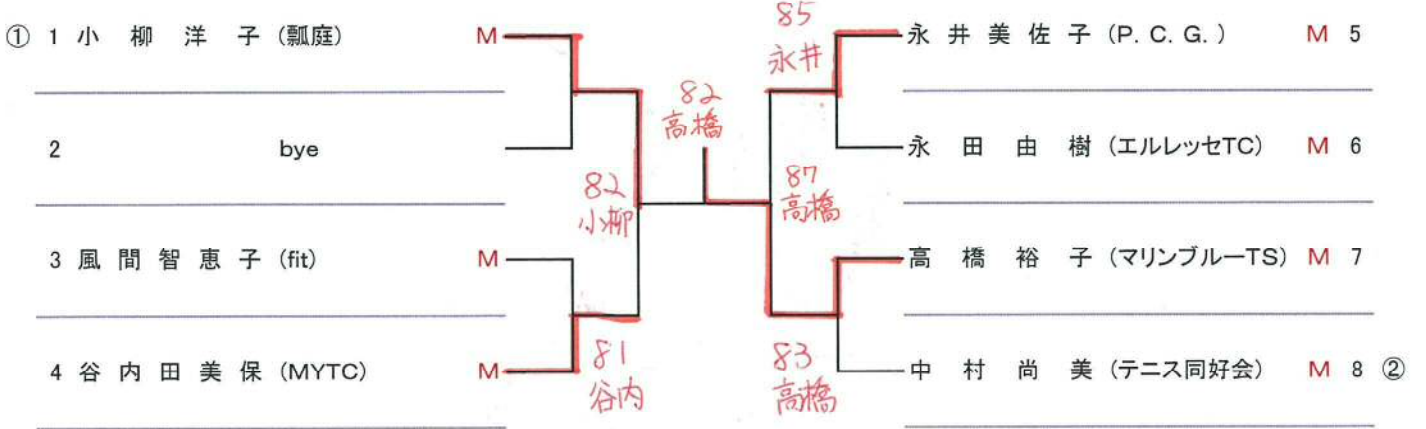 ① 1 小柳洋子 (瓢庭) M
2 bye
3 風間智恵子 (fit) M
4 谷内田美保 (MYTC) M
82
小柳
81
谷内
82
高橋
85
永井
87
高橋
83
高橋
永井美佐子 (P.C.G.) M 5
永田由樹 (エルレッセTC) M 6
高橋裕子 (マリンブルーTS) M 7
中村尚美 (テニス同好会) M 8 ②